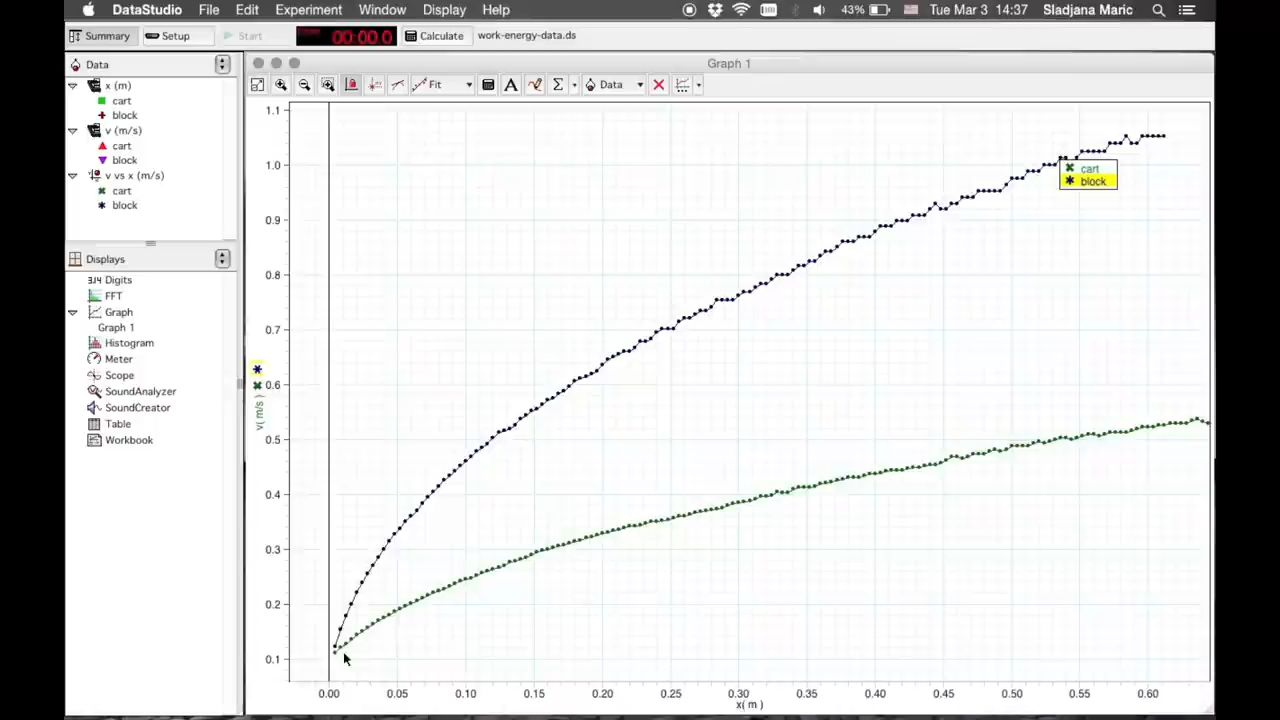 DataStudio File Edit Experiment Window Display Help 43% Tue Mar 3 14:37 Sladjana Maric
Summary Setup Start 00:00.0 Calculate work-energy-data.ds
Data
x (m)
cart
block
v (m/s)
cart
block
v vs x (m/s)
cart
block
Displays
3.14 Digits
FFT
Graph
Graph 1
Histogram
Meter
Scope
SoundAnalyzer
SoundCreator
Table
Workbook
Graph 1
Fit A Σ Data
1.1
1.0
0.9
0.8
0.7
0.6
0.5
0.4
0.3
0.2
0.1
v( m/s )
cart
block
0.00 0.05 0.10 0.15 0.20 0.25 0.30 0.35 0.40 0.45 0.50 0.55 0.60
x( m )